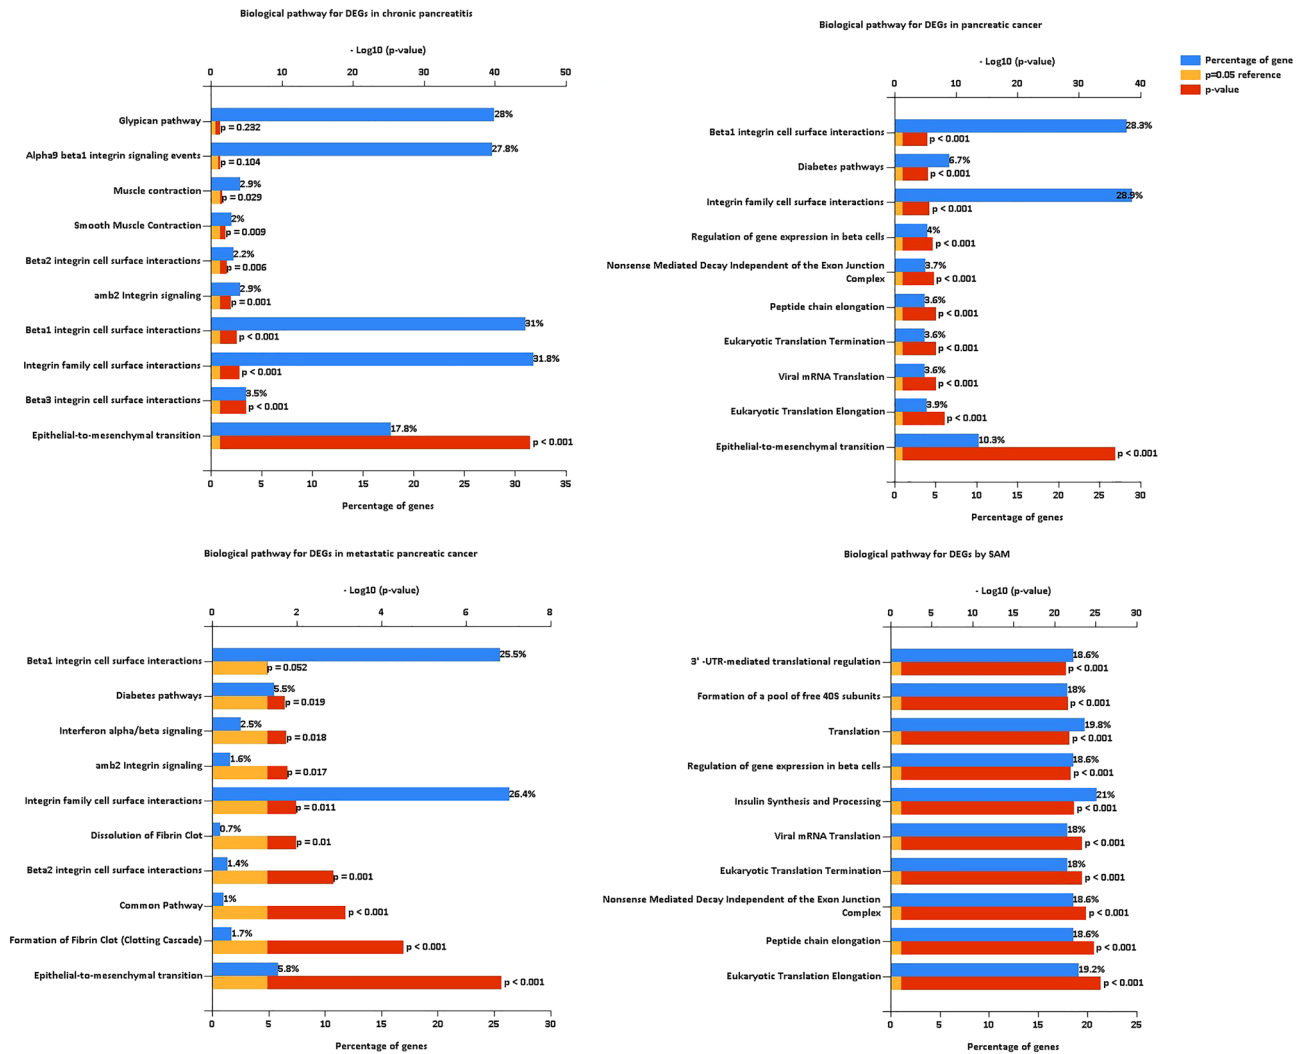 Biological pathway for DEGs in chronic pancreatitis
- Log10 (p-value)
0 10 20 30 40 50
Glypican pathway
28%
p = 0.232
Alpha9 beta1 integrin signaling events
27.8%
p = 0.104
Muscle contraction
2.9%
p = 0.029
Smooth Muscle Contraction
2%
p = 0.009
Beta2 integrin cell surface interactions
2.2%
p = 0.006
amb2 Integrin signaling
2.9%
p = 0.001
Beta1 integrin cell surface interactions
31%
p < 0.001
Integrin family cell surface interactions
31.8%
p < 0.001
Beta3 integrin cell surface interactions
3.5%
p < 0.001
Epithelial-to-mesenchymal transition
17.8%
p < 0.001
0 5 10 15 20 25 30 35
Percentage of genes
Biological pathway for DEGs in pancreatic cancer
- Log10 (p-value)
0 10 20 30 40
Beta1 integrin cell surface interactions
28.3%
p < 0.001
Diabetes pathways
6.7%
p < 0.001
Integrin family cell surface interactions
28.9%
p < 0.001
Regulation of gene expression in beta cells
4%
p < 0.001
Nonsense Mediated Decay Independent of the Exon Junction
Complex
3.7%
p < 0.001
Peptide chain elongation
3.6%
p < 0.001
Eukaryotic Translation Termination
3.6%
p < 0.001
Viral mRNA Translation
3.6%
p < 0.001
Eukaryotic Translation Elongation
3.9%
p < 0.001
Epithelial-to-mesenchymal transition
10.3%
p < 0.001
0 5 10 15 20 25 30
Percentage of genes
Percentage of gene
p=0.05 reference
p-value
Biological pathway for DEGs in metastatic pancreatic cancer
- Log10 (p-value)
0 2 4 6 8
Beta1 integrin cell surface interactions
25.5%
p = 0.052
Diabetes pathways
5.5%
p = 0.019
Interferon alpha/beta signaling
2.5%
p = 0.018
amb2 Integrin signaling
1.6%
p = 0.017
Integrin family cell surface interactions
26.4%
p = 0.011
Dissolution of Fibrin Clot
0.7%
p = 0.01
Beta2 integrin cell surface interactions
1.4%
p = 0.001
Common Pathway
1%
p < 0.001
Formation of Fibrin Clot (Clotting Cascade)
1.7%
p < 0.001
Epithelial-to-mesenchymal transition
5.8%
p < 0.001
0 5 10 15 20 25 30
Percentage of genes
Biological pathway for DEGs by SAM
- Log10 (p-value)
0 5 10 15 20 25 30
3' -UTR-mediated translational regulation
18.6%
p < 0.001
Formation of a pool of free 40S subunits
18%
p < 0.001
Translation
19.8%
p < 0.001
Regulation of gene expression in beta cells
18.6%
p < 0.001
Insulin Synthesis and Processing
21%
p < 0.001
Viral mRNA Translation
18%
p < 0.001
Eukaryotic Translation Termination
18%
p < 0.001
Nonsense Mediated Decay Independent of the Exon Junction
Complex
18.6%
p < 0.001
Peptide chain elongation
18.6%
p < 0.001
Eukaryotic Translation Elongation
19.2%
p < 0.001
0 5 10 15 20 25
Percentage of genes